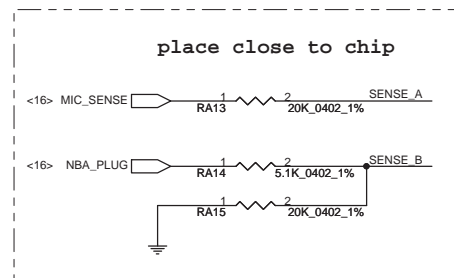 place close to chip
<16> MIC_SENSE 1 2 SENSE_A
RA13 20K_0402_1%
<16> NBA_PLUG 1 2 SENSE_B
RA14 5.1K_0402_1%
1 2
RA15 20K_0402_1%